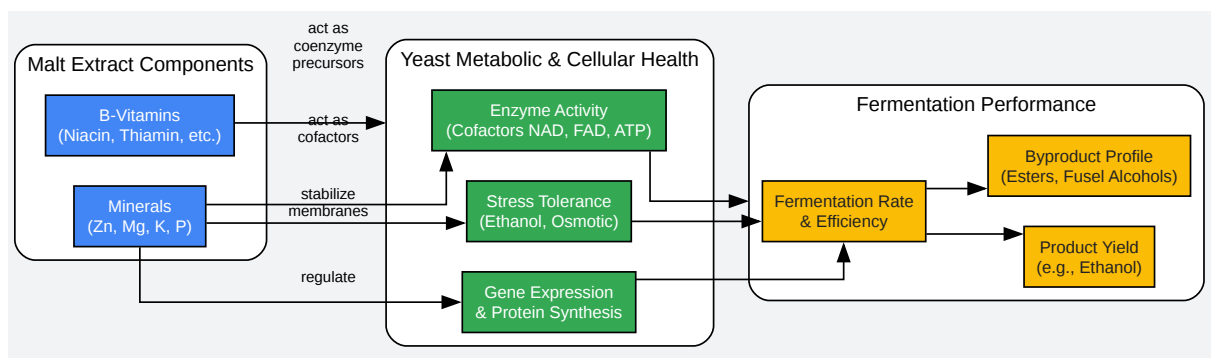 act as
coenzyme
precursors
Malt Extract Components
B-Vitamins
(Niacin, Thiamin, etc.)
Minerals
(Zn, Mg, K, P)
act as
cofactors
stabilize
membranes
regulate
Yeast Metabolic & Cellular Health
Enzyme Activity
(Cofactors NAD, FAD, ATP)
Stress Tolerance
(Ethanol, Osmotic)
Gene Expression
& Protein Synthesis
Fermentation Performance
Fermentation Rate
& Efficiency
Byproduct Profile
(Esters, Fusel Alcohols)
Product Yield
(e.g., Ethanol)